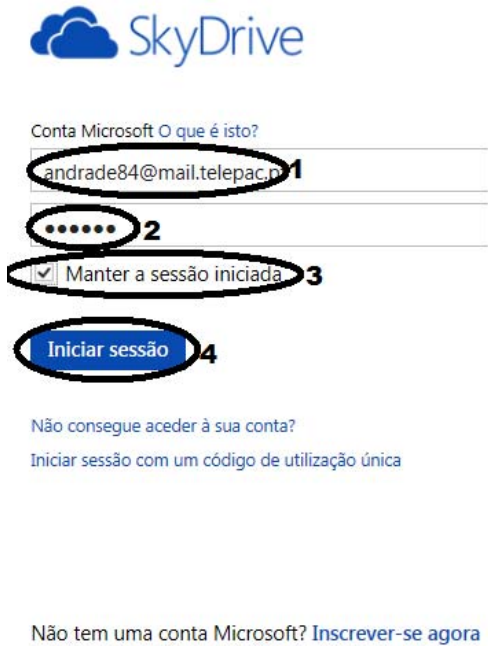 SkyDrive
Conta Microsoft O que é isto?
andrade84@mail.telepac.p 1
•••••• 2
Manter a sessão iniciada 3
Iniciar sessão 4
Não consegue aceder à sua conta?
Iniciar sessão com um código de utilização única
Não tem uma conta Microsoft? Inscrever-se agora